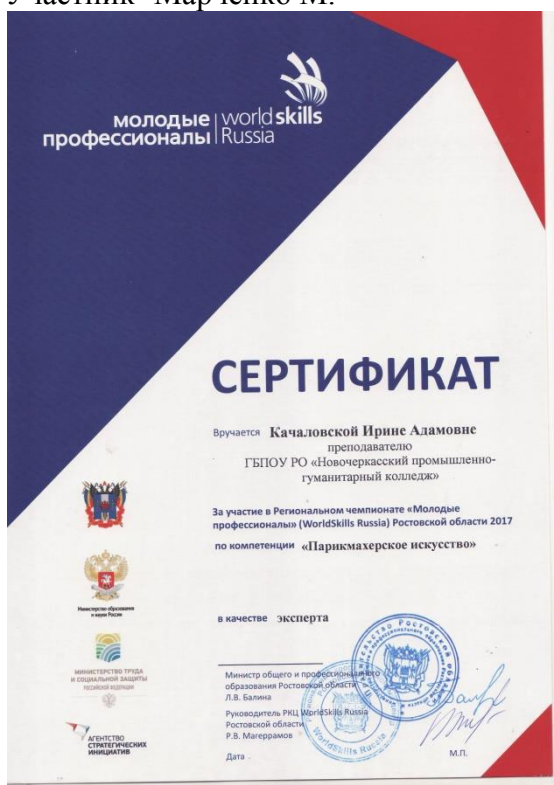 Участник Марченко М.
молодые профессионалы
worldskills Russia
СЕРТИФИКАТ
Вручается Качаловской Ирине Адамовне
преподавателю
ГБПОУ РО «Новочеркасский промышленно-
гуманитарный колледж»
За участие в Региональном чемпионате «Молодые
профессионалы» (WorldSkills Russia) Ростовской области 2017
по компетенции «Парикмахерское искусство»
Министерство образования
и науки России
в качестве эксперта
МИНИСТЕРСТВО ТРУДА
И СОЦИАЛЬНОЙ ЗАЩИТЫ
РОССИЙСКОЙ ФЕДЕРАЦИИ
Министр общего и профессионального
образования Ростовской области
Л.В. Балина
Руководитель РКЦ WorldSkills Russia
Ростовской области
Р.В. Магеррамов
АГЕНТСТВО
СТРАТЕГИЧЕСКИХ
ИНИЦИАТИВ
Дата
М.П.
WorldSkills Russia